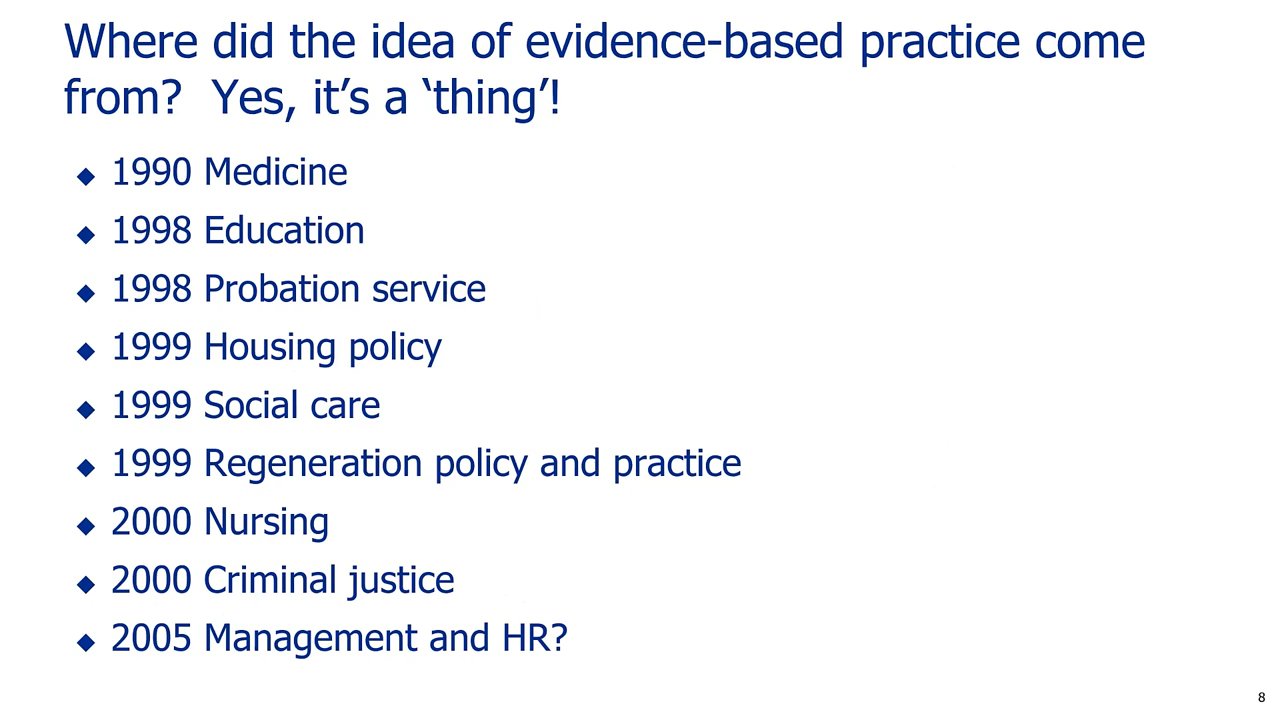 Where did the idea of evidence-based practice come
from?  Yes, it’s a ‘thing’!
◆ 1990 Medicine
◆ 1998 Education
◆ 1998 Probation service
◆ 1999 Housing policy
◆ 1999 Social care
◆ 1999 Regeneration policy and practice
◆ 2000 Nursing
◆ 2000 Criminal justice
◆ 2005 Management and HR?
8